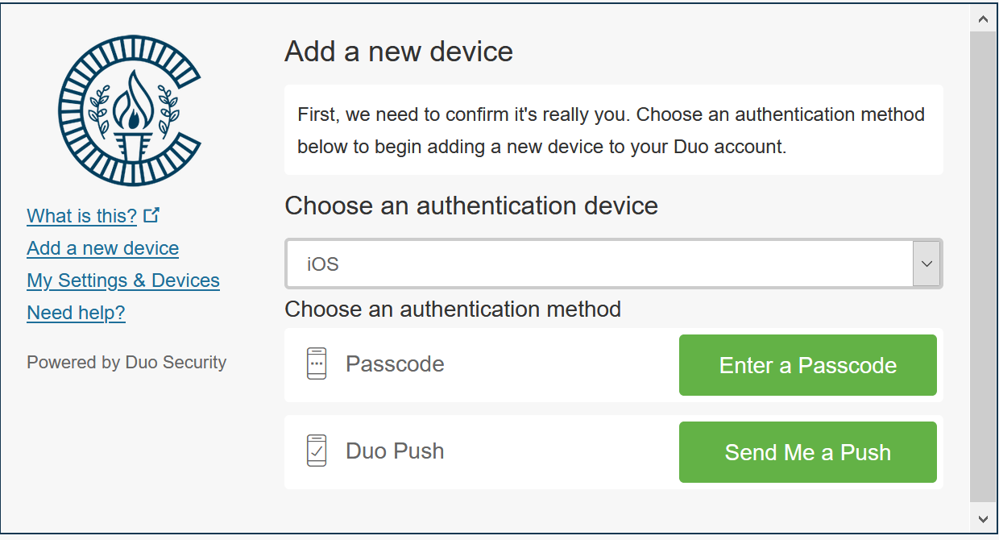 Add a new device
First, we need to confirm it's really you. Choose an authentication method
below to begin adding a new device to your Duo account.
What is this?
Add a new device
My Settings & Devices
Need help?
Powered by Duo Security
Choose an authentication device
iOS
Choose an authentication method
Passcode
Enter a Passcode
Duo Push
Send Me a Push